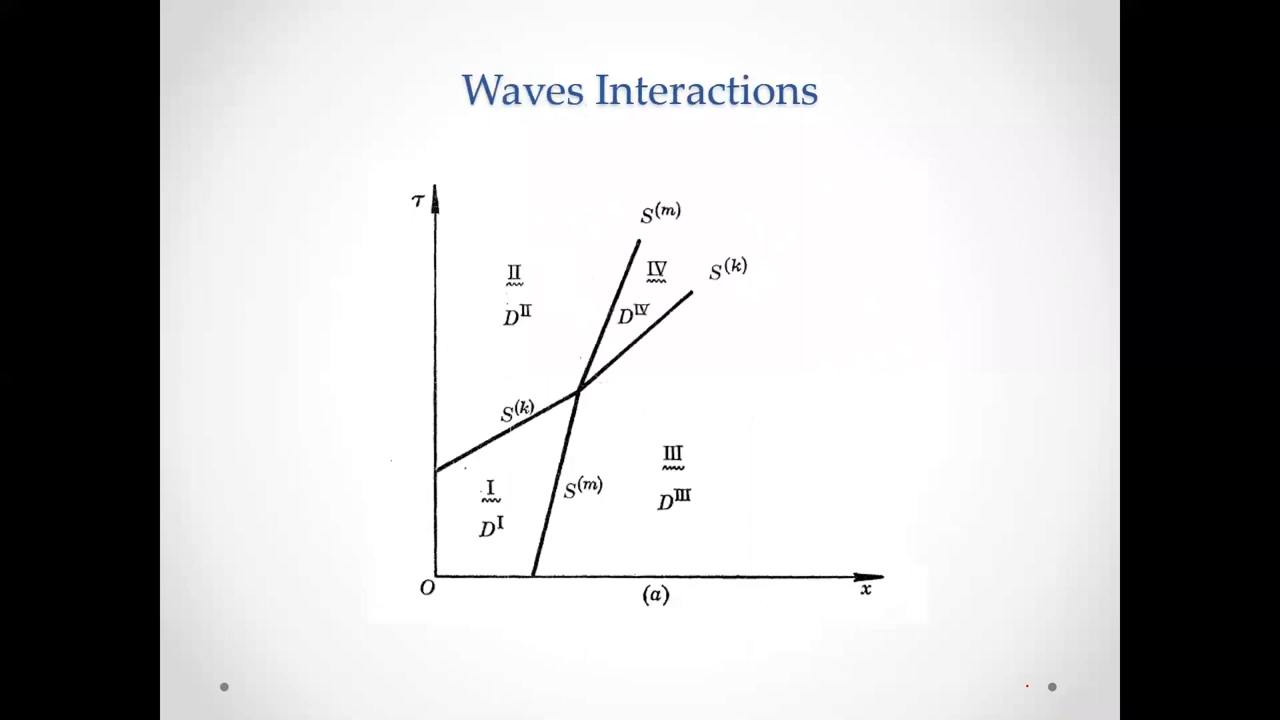 Waves Interactions
τ
S^(m)
II
D^II
IV
D^IV
S^(k)
S^(k)
I
D^I
S^(m)
III
D^III
O
(a)
x